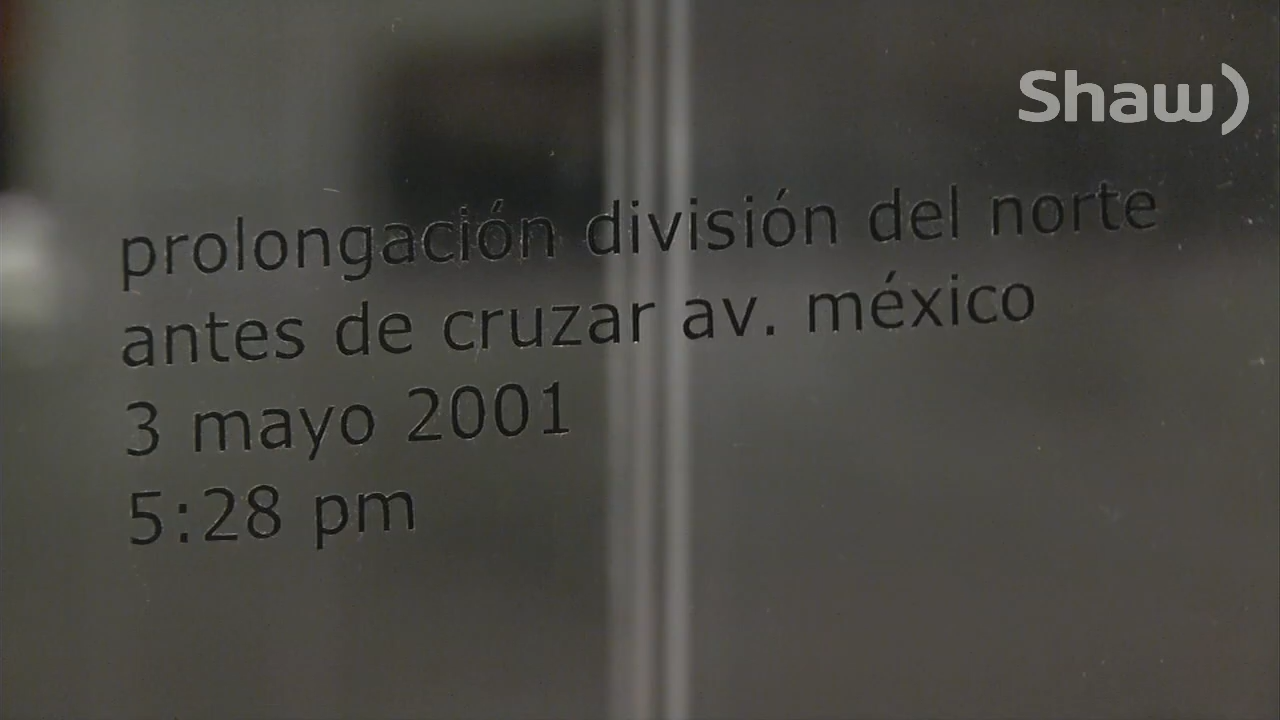 Shaw)
prolongación división del norte
antes de cruzar av. méxico
3 mayo 2001
5:28 pm